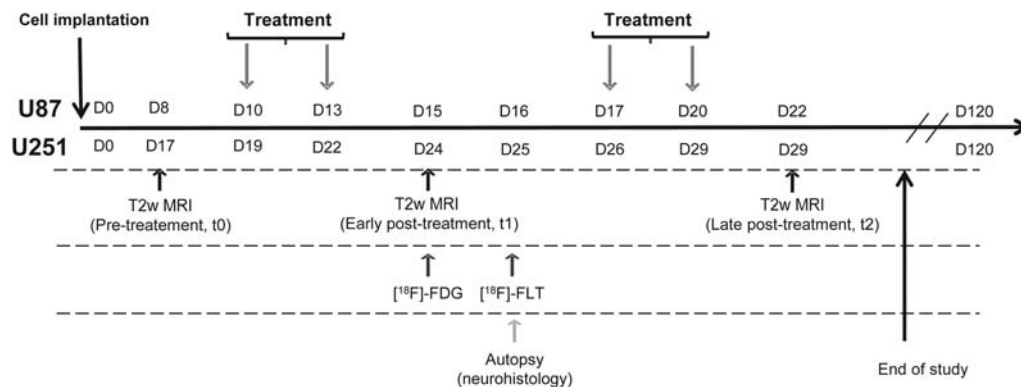 Cell implantation
Treatment Treatment
U87 D0 D8 D10 D13 D15 D16 D17 D20 D22 D120
U251 D0 D17 D19 D22 D24 D25 D26 D29 D29 D120
T2w MRI T2w MRI T2w MRI
(Pre-treatement, t0) (Early post-treatment, t1) (Late post-treatment, t2)
[¹⁸F]-FDG [¹⁸F]-FLT
Autopsy
(neurohistology)
End of study